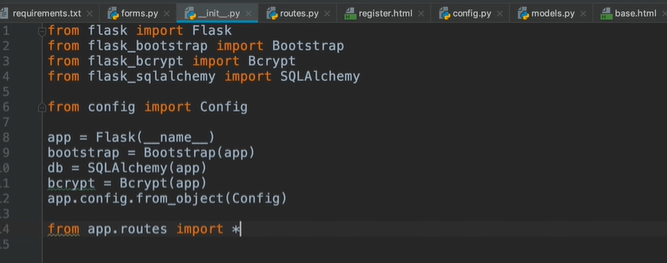 requirements.txt forms.py __init__.py routes.py register.html config.py models.py base.html
1 from flask import Flask
2 from flask_bootstrap import Bootstrap
3 from flask_bcrypt import Bcrypt
4 from flask_sqlalchemy import SQLAlchemy
5
6 from config import Config
7
8 app = Flask(__name__)
9 bootstrap = Bootstrap(app)
10 db = SQLAlchemy(app)
11 bcrypt = Bcrypt(app)
12 app.config.from_object(Config)
13
14 from app.routes import *
15